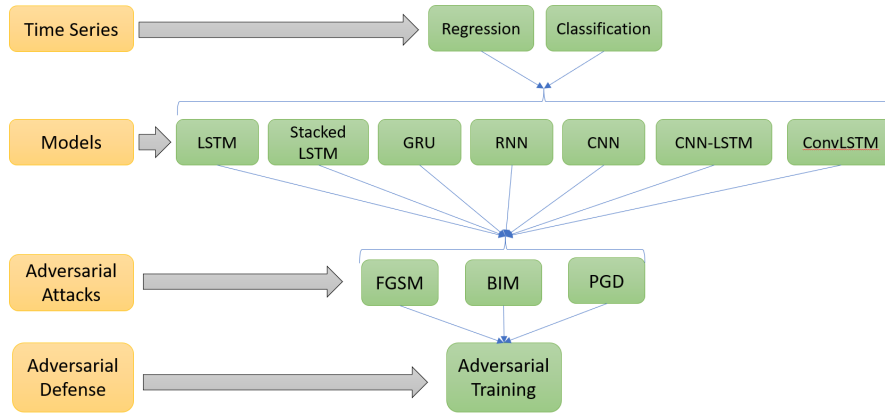 Time Series
Regression
Classification
Models
LSTM
Stacked
LSTM
GRU
RNN
CNN
CNN-LSTM
ConvLSTM
Adversarial
Attacks
FGSM
BIM
PGD
Adversarial
Defense
Adversarial
Training